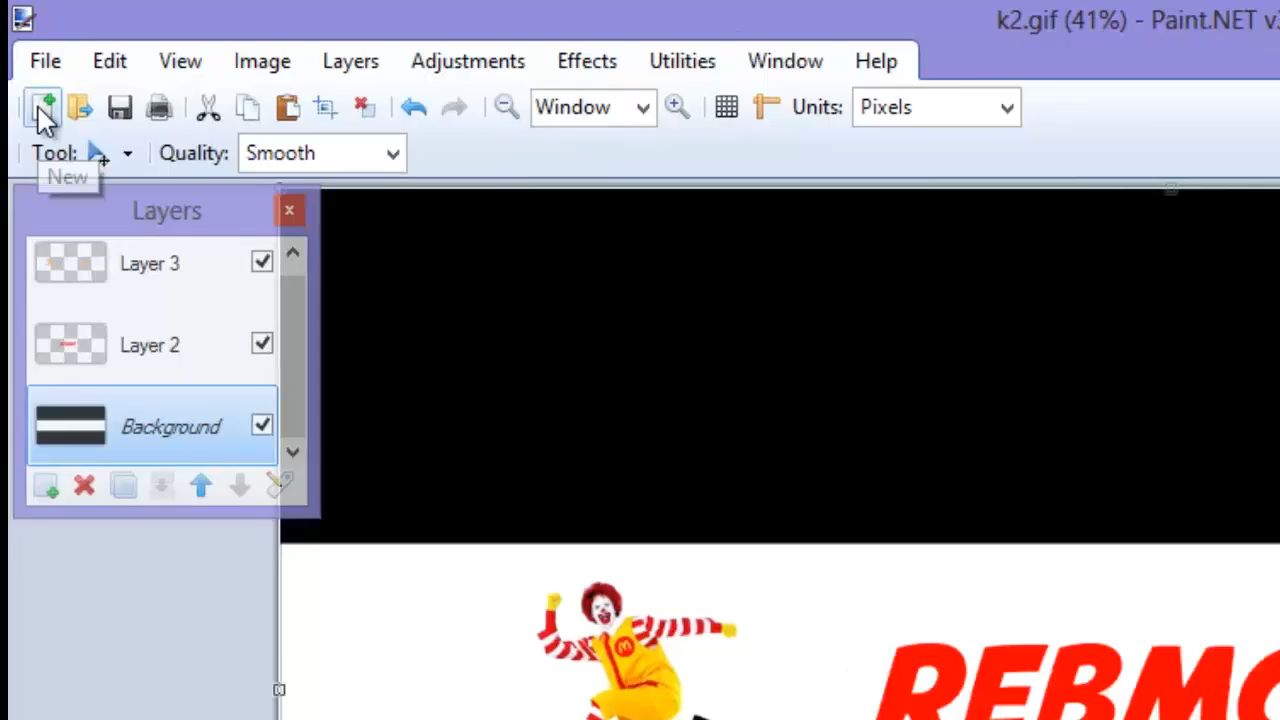 k2.gif (41%) - Paint.NET v3
File Edit View Image Layers Adjustments Effects Utilities Window Help
Window Units: Pixels
Tool: Quality: Smooth
New
Layers
Layer 3
Layer 2
Background
REBMO